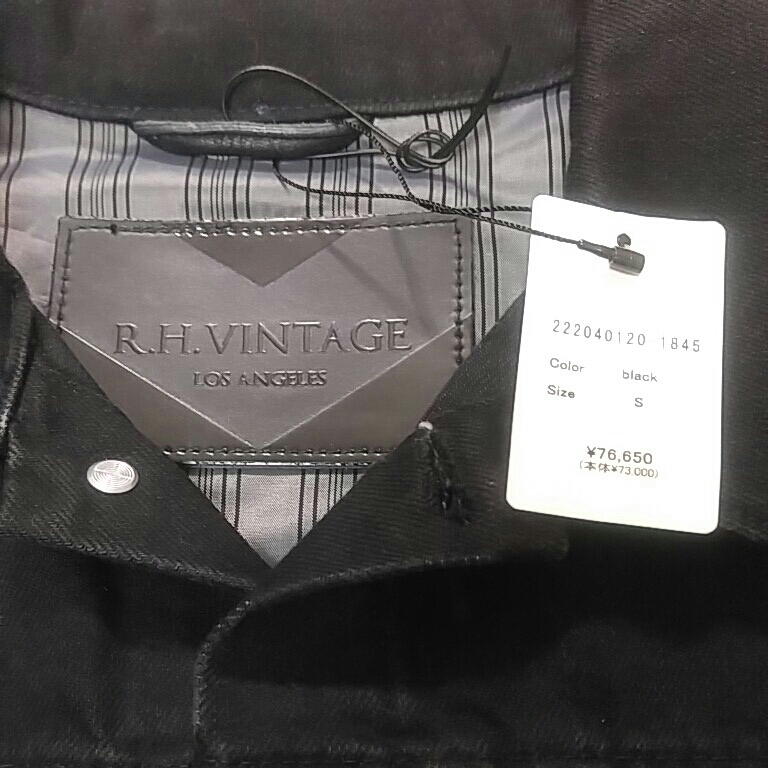 R.H.VINTAGE
LOS ANGELES
222040120-1845
Color black
Size S
¥76,650
(本体¥73,000)